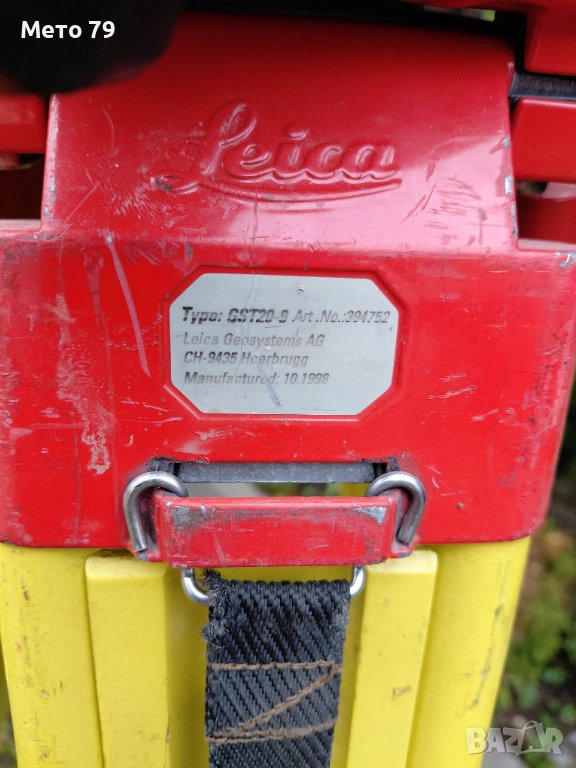 Мето 79
Leica
Type: GST20-9 Art.No.:394752
Leica Geosystems AG
CH-9435 Heerbrugg
Manufactured: 10.1998
BAZAR